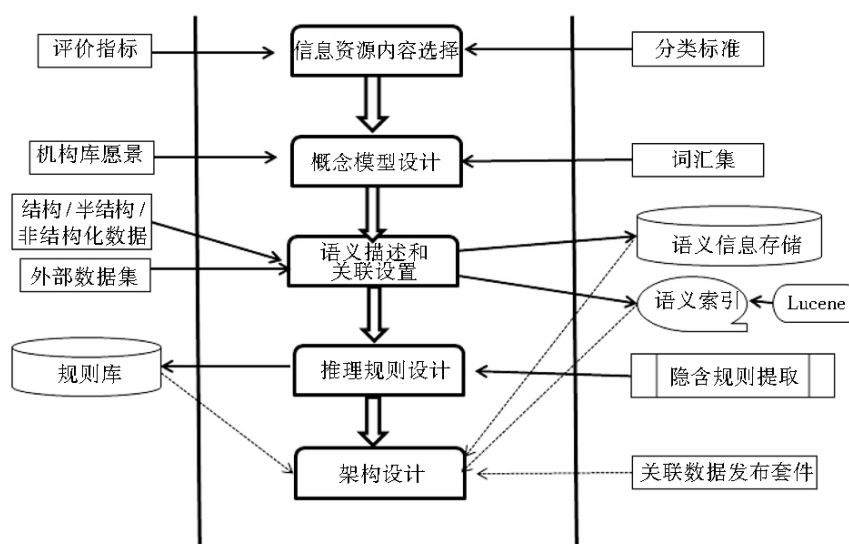 评价指标
信息资源内容选择
分类标准
机构库愿景
概念模型设计
词汇集
结构/半结构/
非结构化数据
语义描述和
关联设置
语义信息存储
外部数据集
语义索引
Lucene
规则库
推理规则设计
隐含规则提取
架构设计
关联数据发布套件